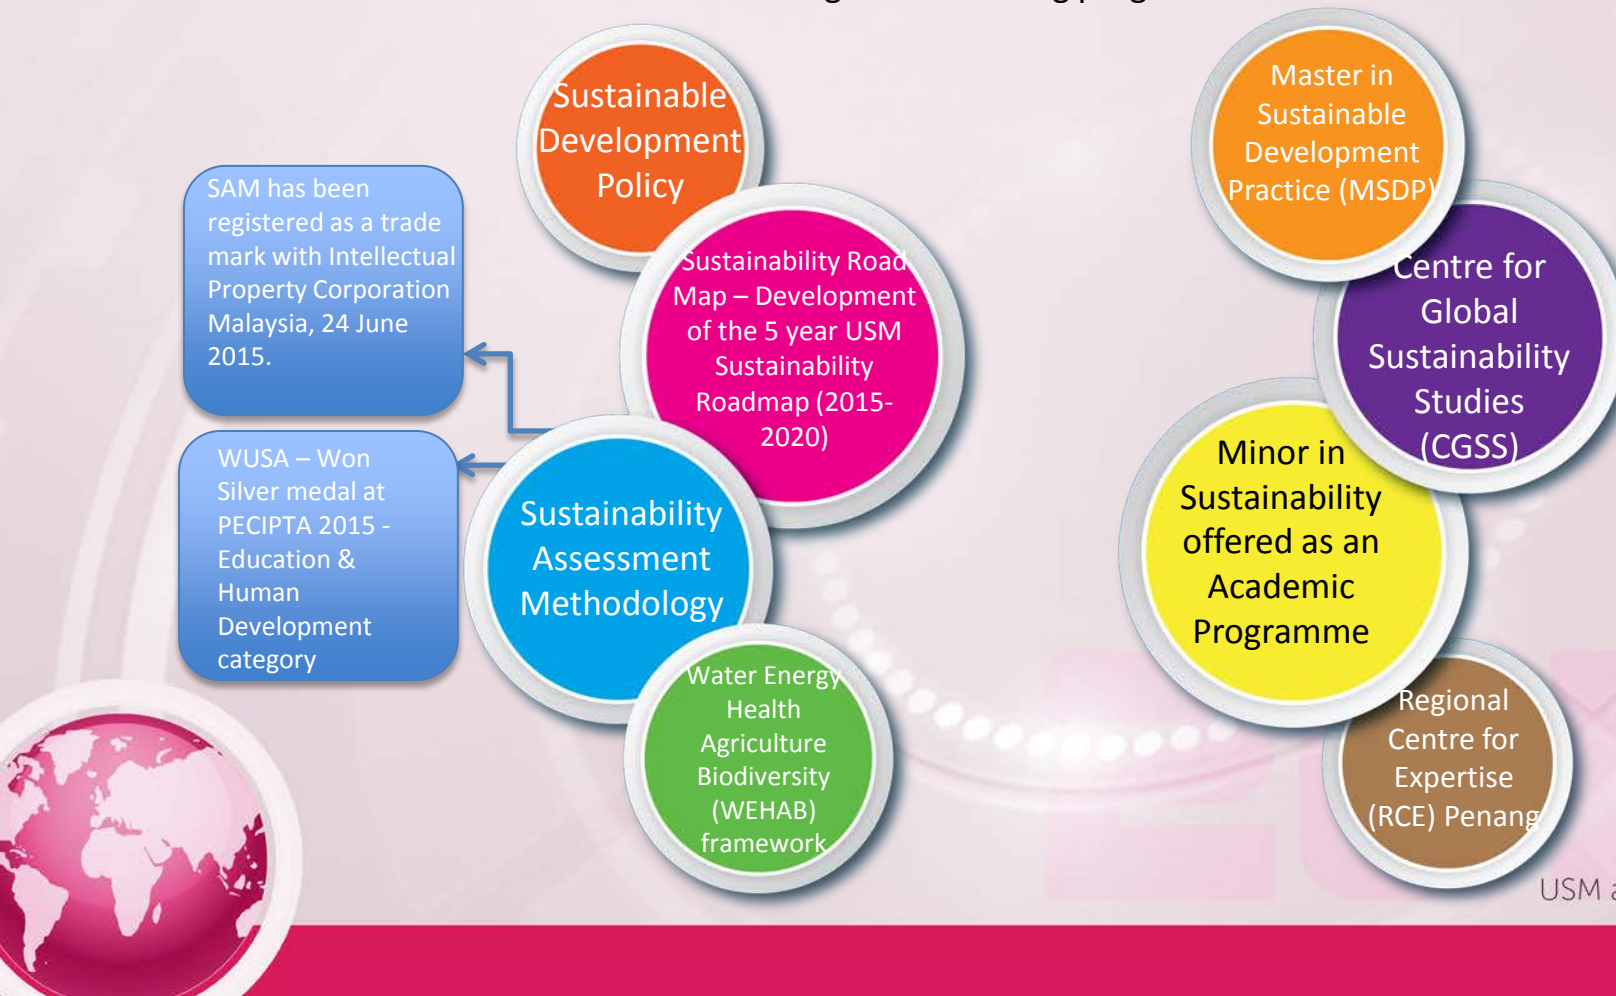 Sustainable
Development
Policy
SAM has been
registered as a trade
mark with Intellectual
Property Corporation
Malaysia, 24 June
2015.
Sustainability Road
Map – Development
of the 5 year USM
Sustainability
Roadmap (2015-
2020)
WUSA – Won
Silver medal at
PECIPTA 2015 -
Education &
Human
Development
category
Sustainability
Assessment
Methodology
Water Energy
Health
Agriculture
Biodiversity
(WEHAB)
framework
Master in
Sustainable
Development
Practice (MSDP)
Centre for
Global
Sustainability
Studies
(CGSS)
Minor in
Sustainability
offered as an
Academic
Programme
Regional
Centre for
Expertise
(RCE) Penang
USM